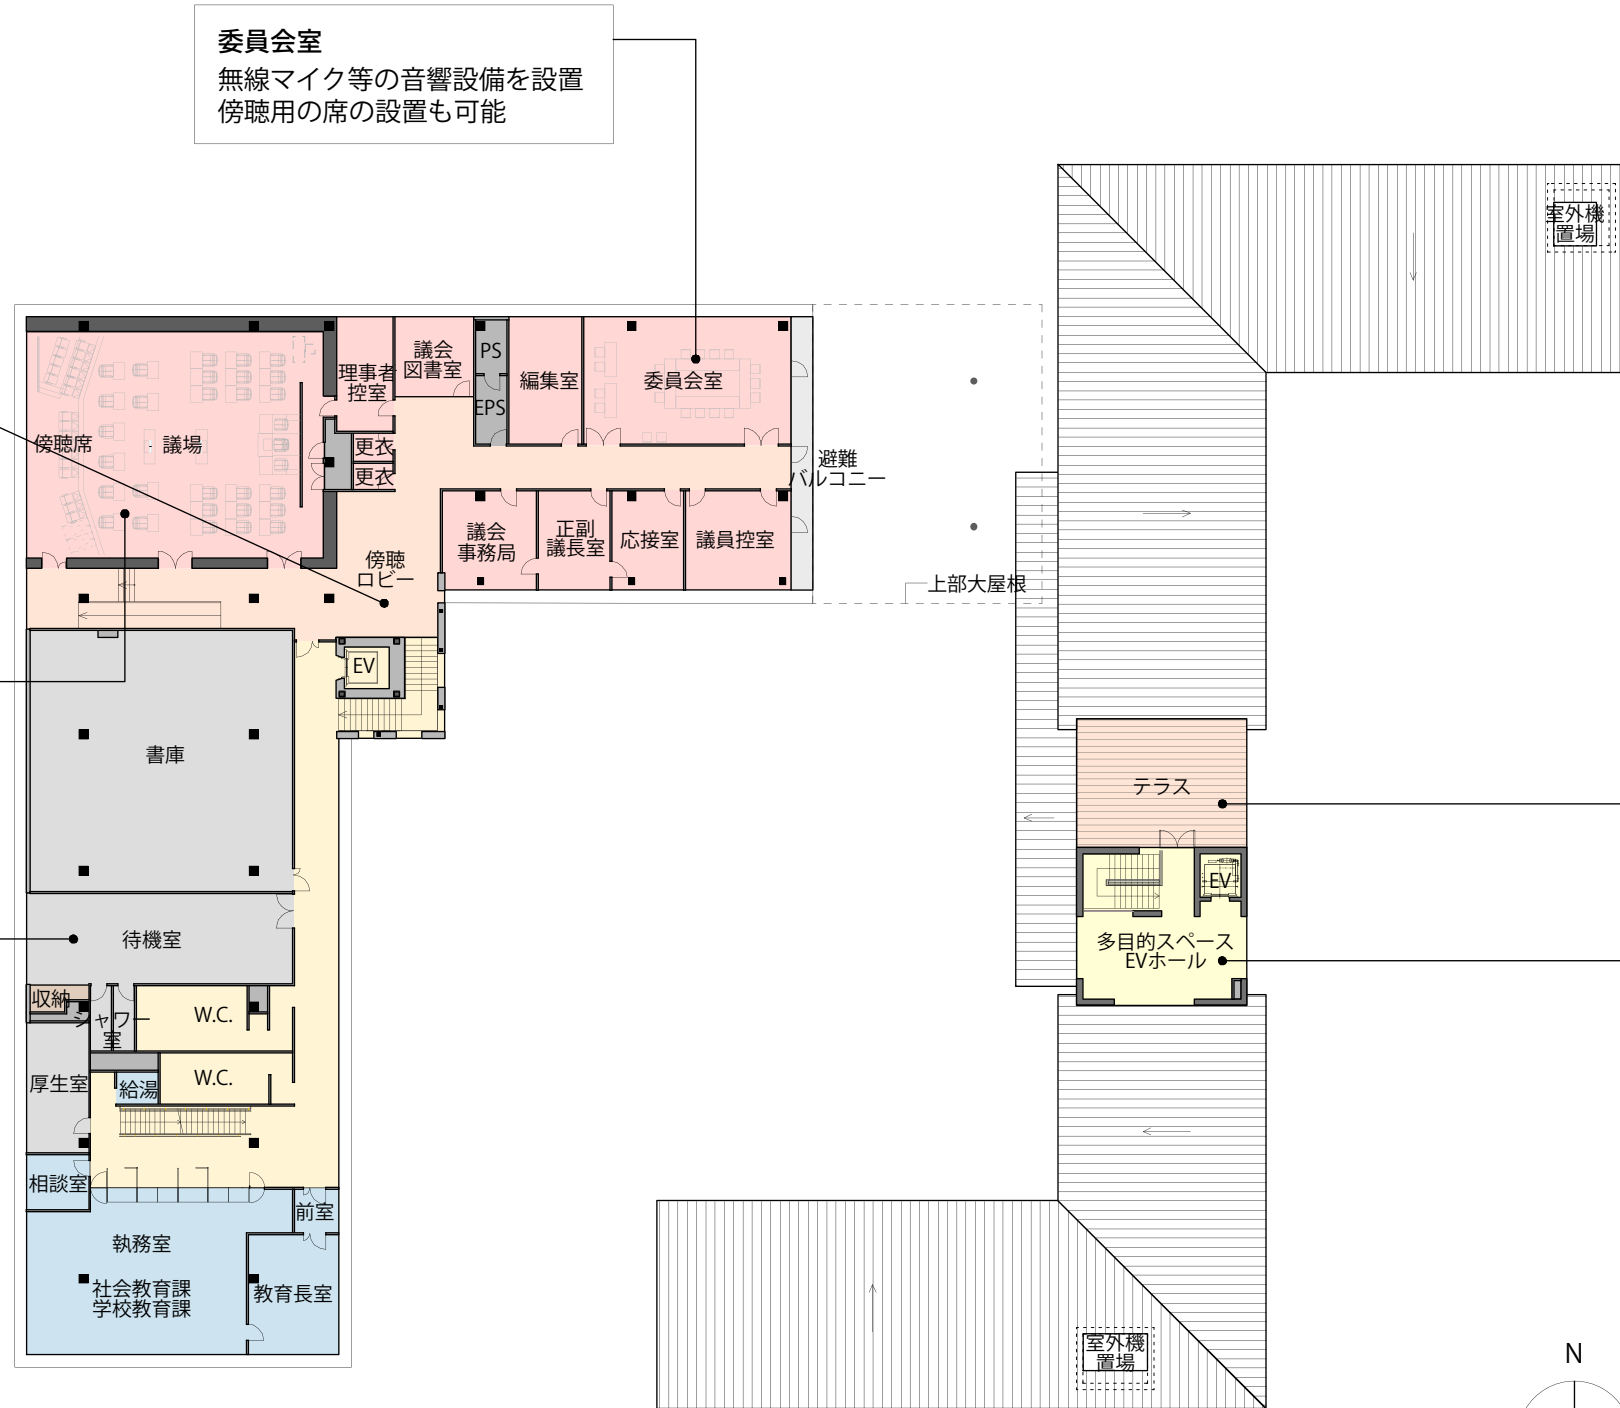 委員会室
無線マイク等の音響設備を設置
傍聴用の席の設置も可能
室外機
置場
議会
図書室
理事者
控室
PS
EPS
編集室
委員会室
傍聴席
議場
更衣
更衣
避難
バルコニー
議会
事務局
正副
議長室
応接室
議員控室
傍聴
ロビー
上部大屋根
EV
書庫
テラス
EV
待機室
多目的スペース
EVホール
収納
シャワー
室
W.C.
W.C.
厚生室
給湯
相談室
前室
執務室
社会教育課
学校教育課
教育長室
室外機
置場
N